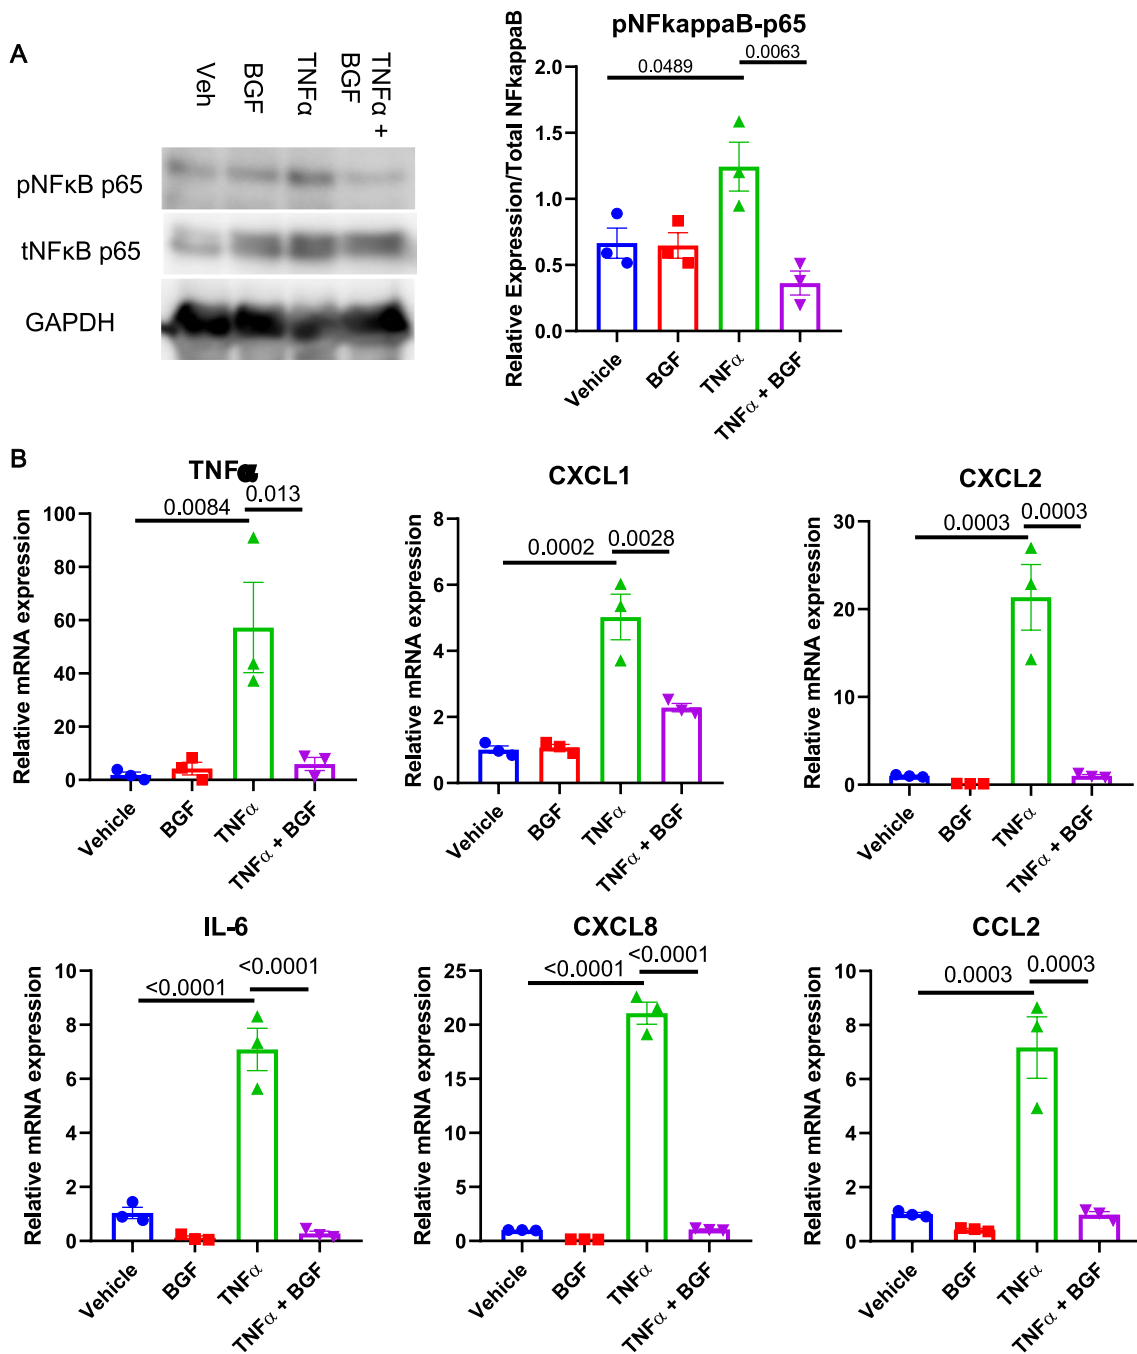 A
Veh
BGF
TNFα
TNFα +
BGF
pNFκB p65
tNFκB p65
GAPDH
pNFkappaB-p65
0.0063
0.0489
Relative Expression/Total NFkappaB
2.0
1.5
1.0
0.5
0.0
Vehicle
BGF
TNFα
TNFα + BGF
B
TNFα
0.0084
0.013
Relative mRNA expression
100
80
60
40
20
0
Vehicle
BGF
TNFα
TNFα + BGF
CXCL1
0.0002
0.0028
Relative mRNA expression
8
6
4
2
0
Vehicle
BGF
TNFα
TNFα + BGF
CXCL2
0.0003
0.0003
Relative mRNA expression
30
20
10
0
Vehicle
BGF
TNFα
TNFα + BGF
IL-6
<0.0001
<0.0001
Relative mRNA expression
10
8
6
4
2
0
Vehicle
BGF
TNFα
TNFα + BGF
CXCL8
<0.0001
<0.0001
Relative mRNA expression
25
20
15
10
5
0
Vehicle
BGF
TNFα
TNFα + BGF
CCL2
0.0003
0.0003
Relative mRNA expression
10
8
6
4
2
0
Vehicle
BGF
TNFα
TNFα + BGF